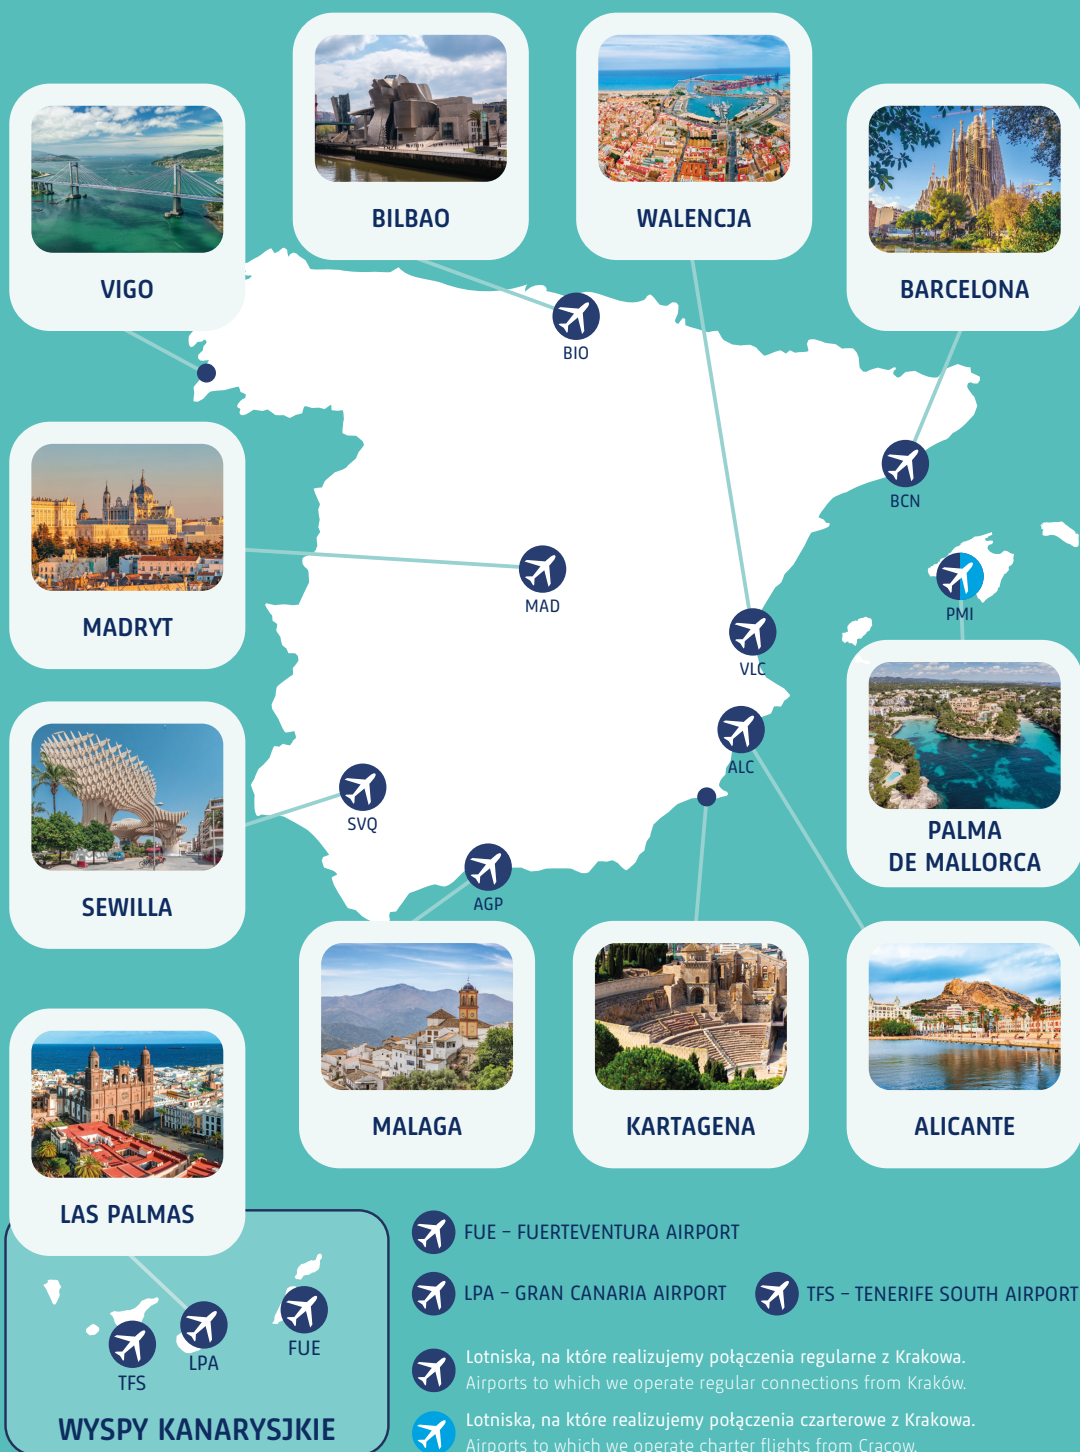 BILBAO
WALENCJA
VIGO
BARCELONA
BIO
BCN
MADRYT
MAD
PMI
VLC
ALC
PALMA
DE MALLORCA
SEWILLA
SVQ
AGP
MALAGA
KARTAGENA
ALICANTE
LAS PALMAS
FUE
LPA
TFS
WYSPY KANARYSJKIE
FUE – FUERTEVENTURA AIRPORT
LPA – GRAN CANARIA AIRPORT
TFS – TENERIFE SOUTH AIRPORT
Lotniska, na które realizujemy połączenia regularne z Krakowa.
Airports to which we operate regular connections from Kraków.
Lotniska, na które realizujemy połączenia czarterowe z Krakowa.
Airports to which we operate charter flights from Cracow.